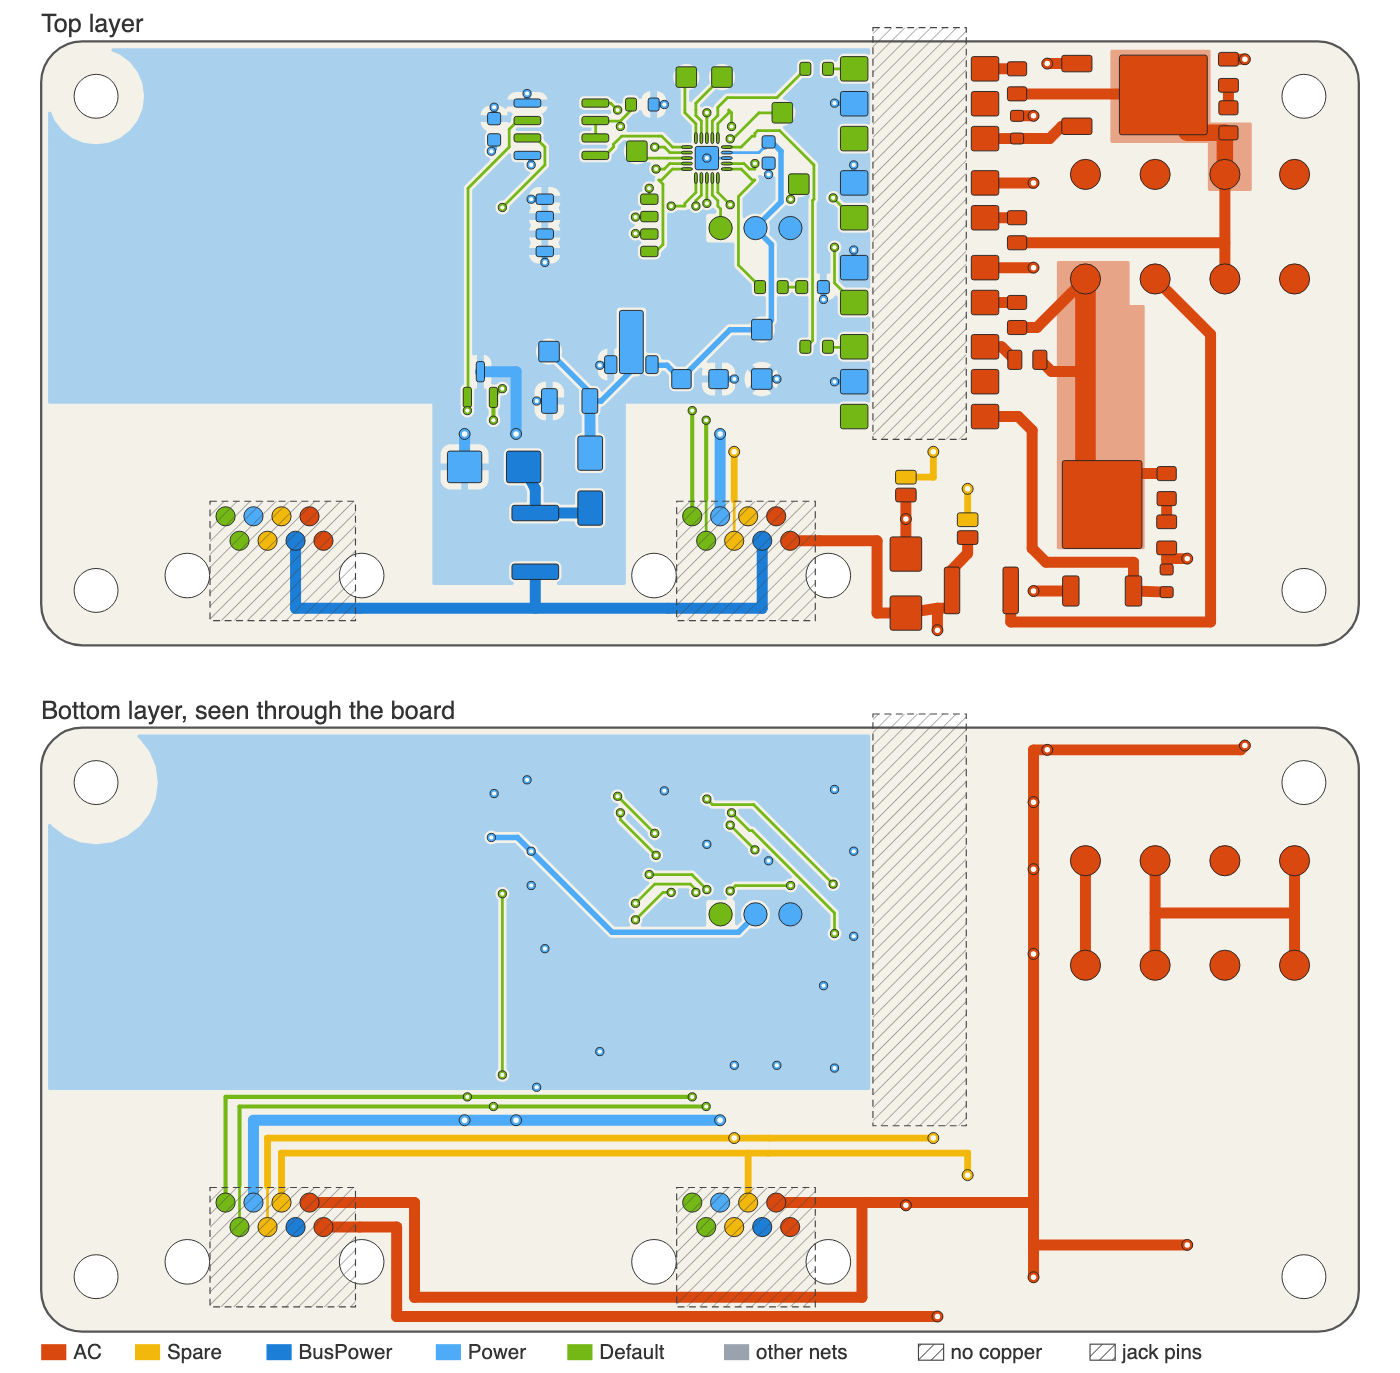 Top layer
Bottom layer, seen through the board
AC Spare BusPower Power Default other nets no copper jack pins